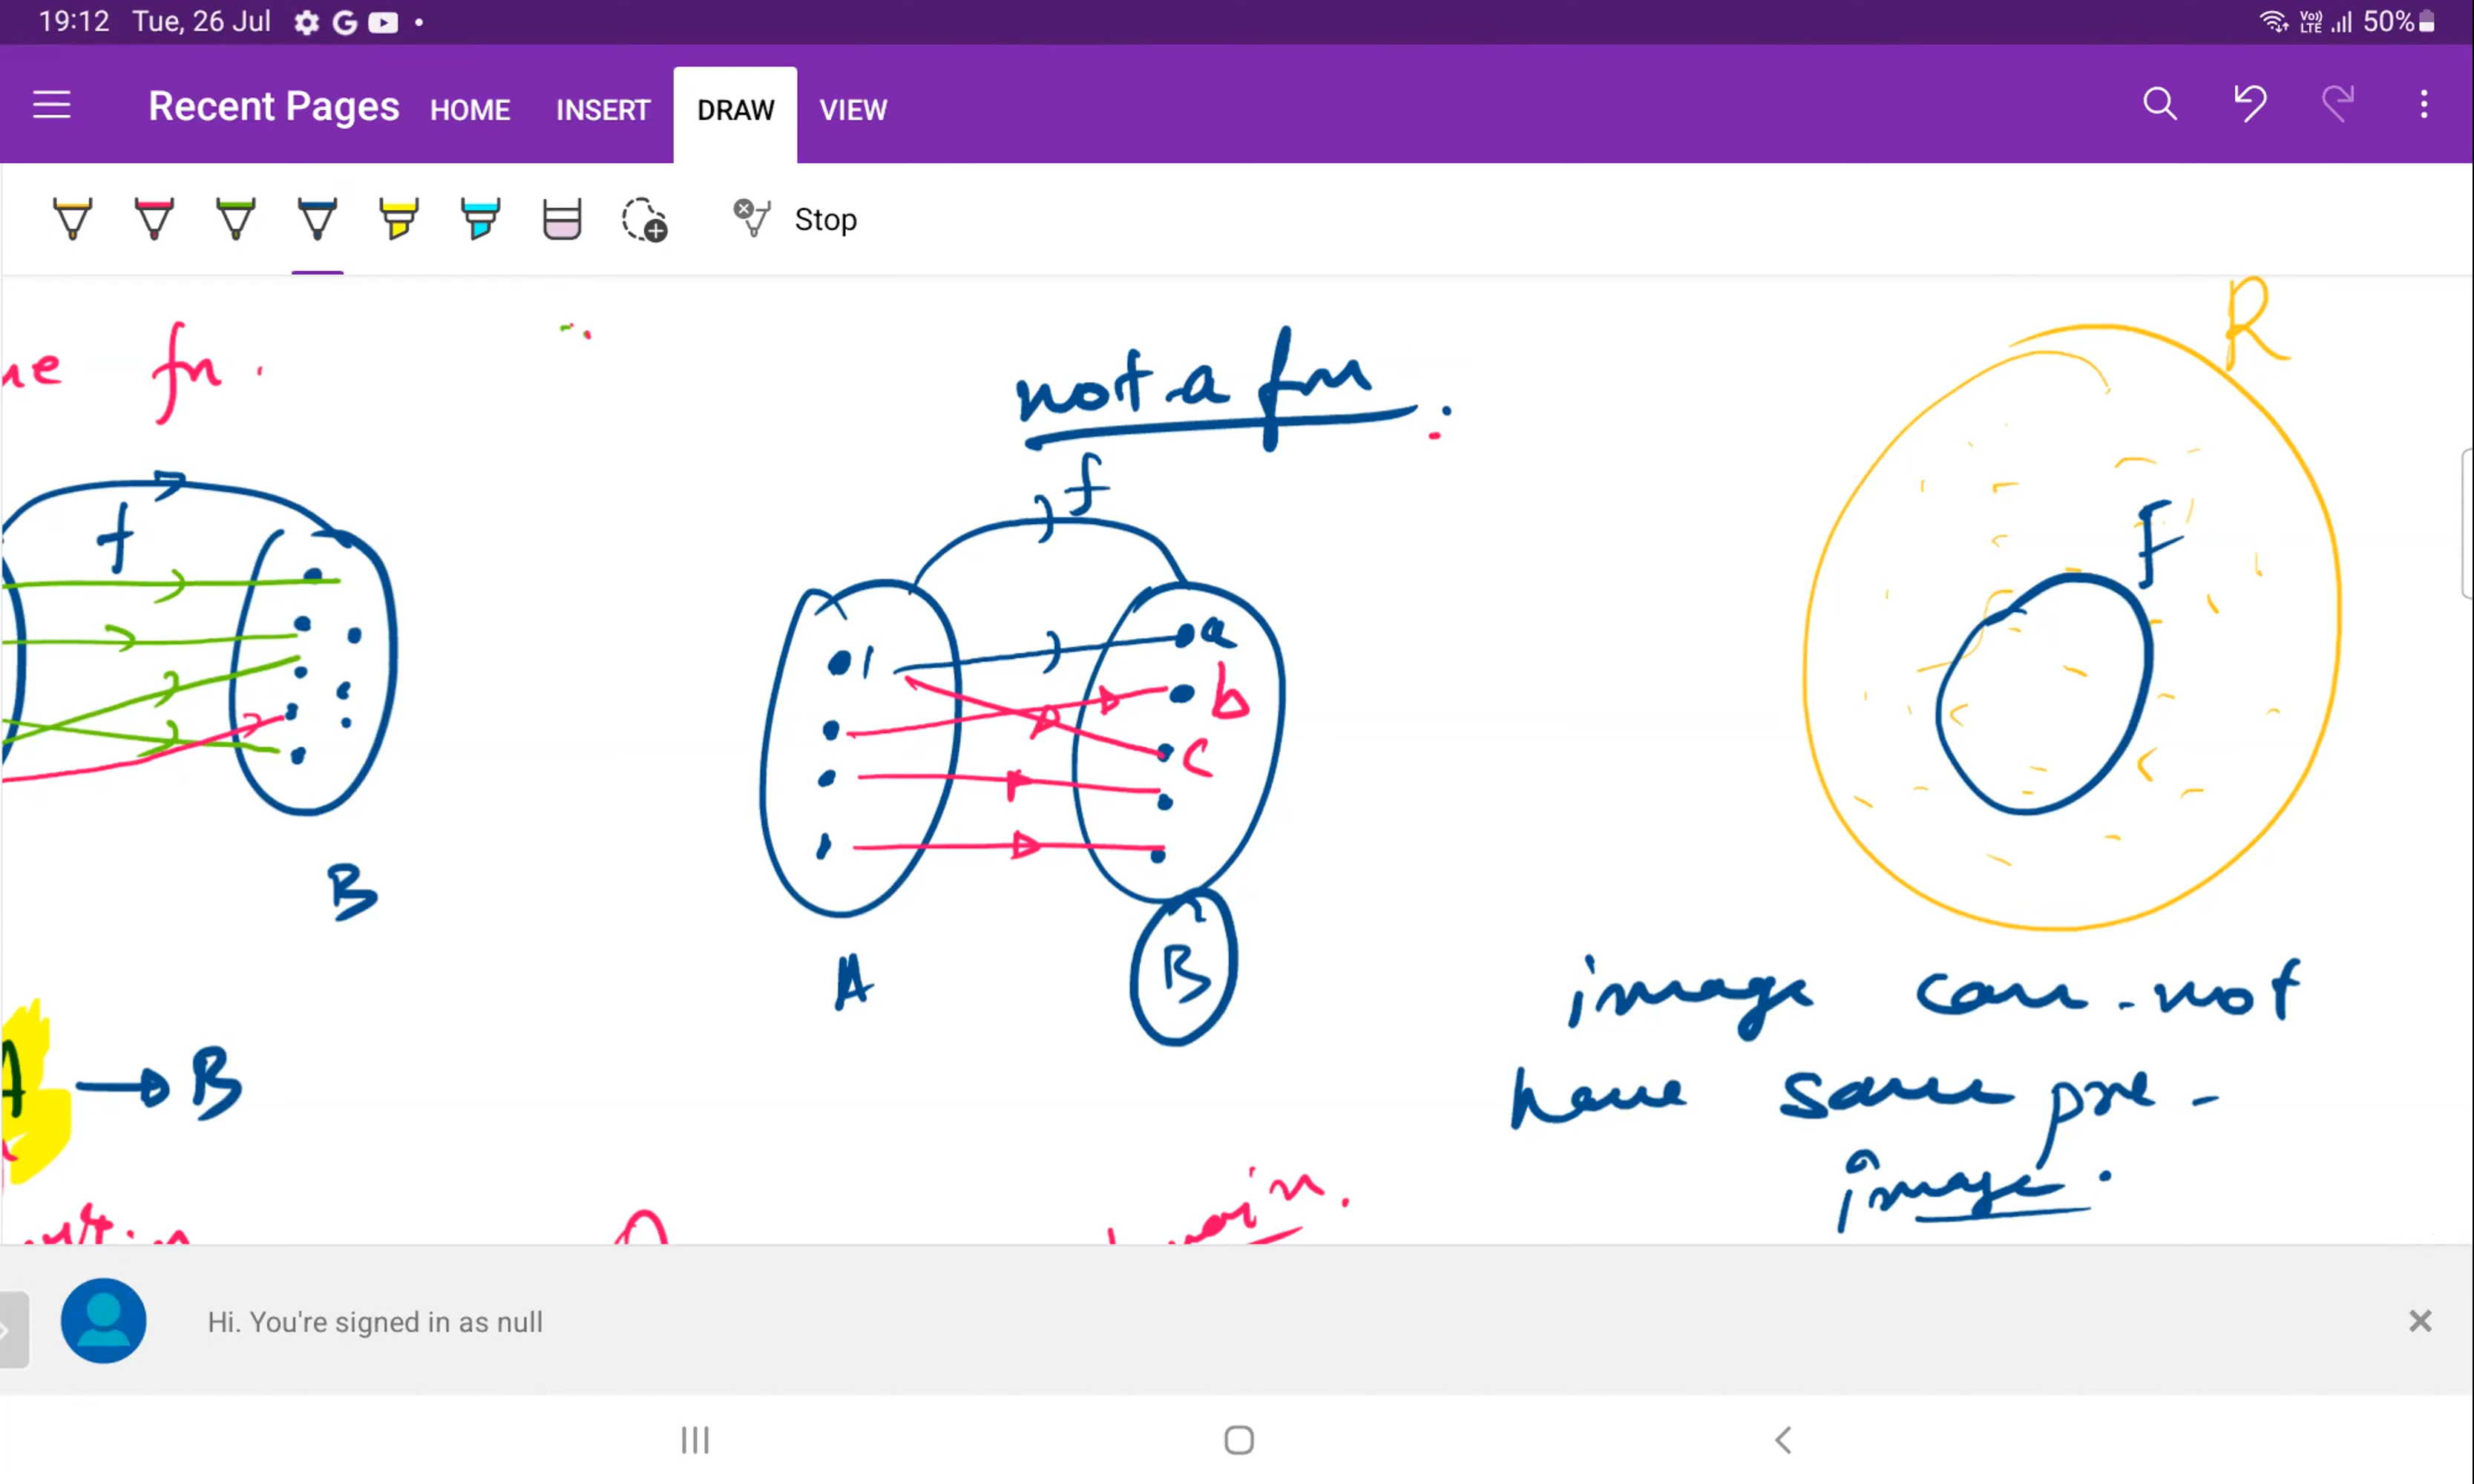 19:12 Tue, 26 Jul
50%
Recent Pages HOME INSERT DRAW VIEW
Stop
fn.
not a fn.
R
f
f
F
1
a
b
c
B
A
B
image can-not
have same pre-
image.
A → B
Hi. You're signed in as null